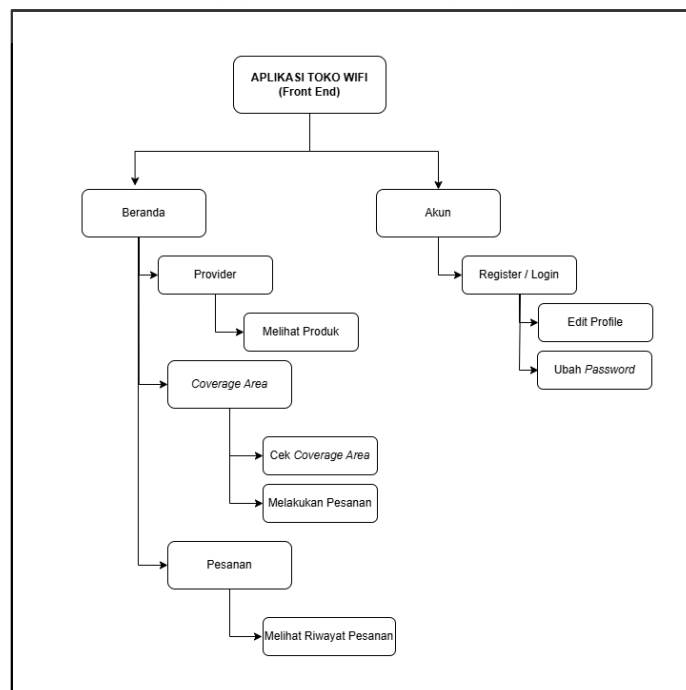 APLIKASI TOKO WIFI
(Front End)
Beranda
Akun
Provider
Register / Login
Melihat Produk
Edit Profile
Ubah Password
Coverage Area
Cek Coverage Area
Melakukan Pesanan
Pesanan
Melihat Riwayat Pesanan